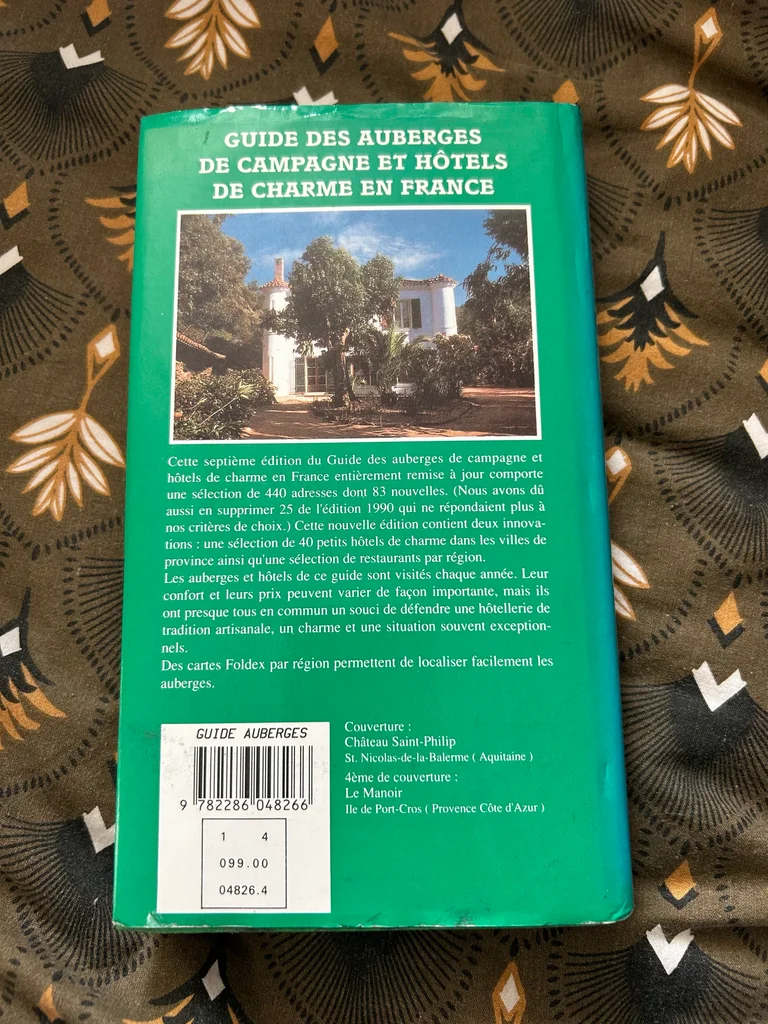 GUIDE DES AUBERGES
DE CAMPAGNE ET HÔTELS
DE CHARME EN FRANCE
Cette septième édition du Guide des auberges de campagne et
hôtels de charme en France entièrement remise à jour comporte
une sélection de 440 adresses dont 83 nouvelles. (Nous avons dû
aussi en supprimer 25 de l'édition 1990 qui ne répondaient plus à
nos critères de choix.) Cette nouvelle édition contient deux innova-
tions : une sélection de 40 petits hôtels de charme dans les villes de
province ainsi qu'une sélection de restaurants par région.
Les auberges et hôtels de ce guide sont visités chaque année. Leur
confort et leurs prix peuvent varier de façon importante, mais ils
ont presque tous en commun un souci de défendre une hôtellerie de
tradition artisanale, un charme et une situation souvent exception-
nels.
Des cartes Foldex par région permettent de localiser facilement les
auberges.
GUIDE AUBERGES
9 782286 048266
1 4
099.00
04826.4
Couverture :
Château Saint-Philip
St. Nicolas-de-la-Balerme ( Aquitaine )
4ème de couverture :
Le Manoir
Ile de Port-Cros ( Provence Côte d'Azur )